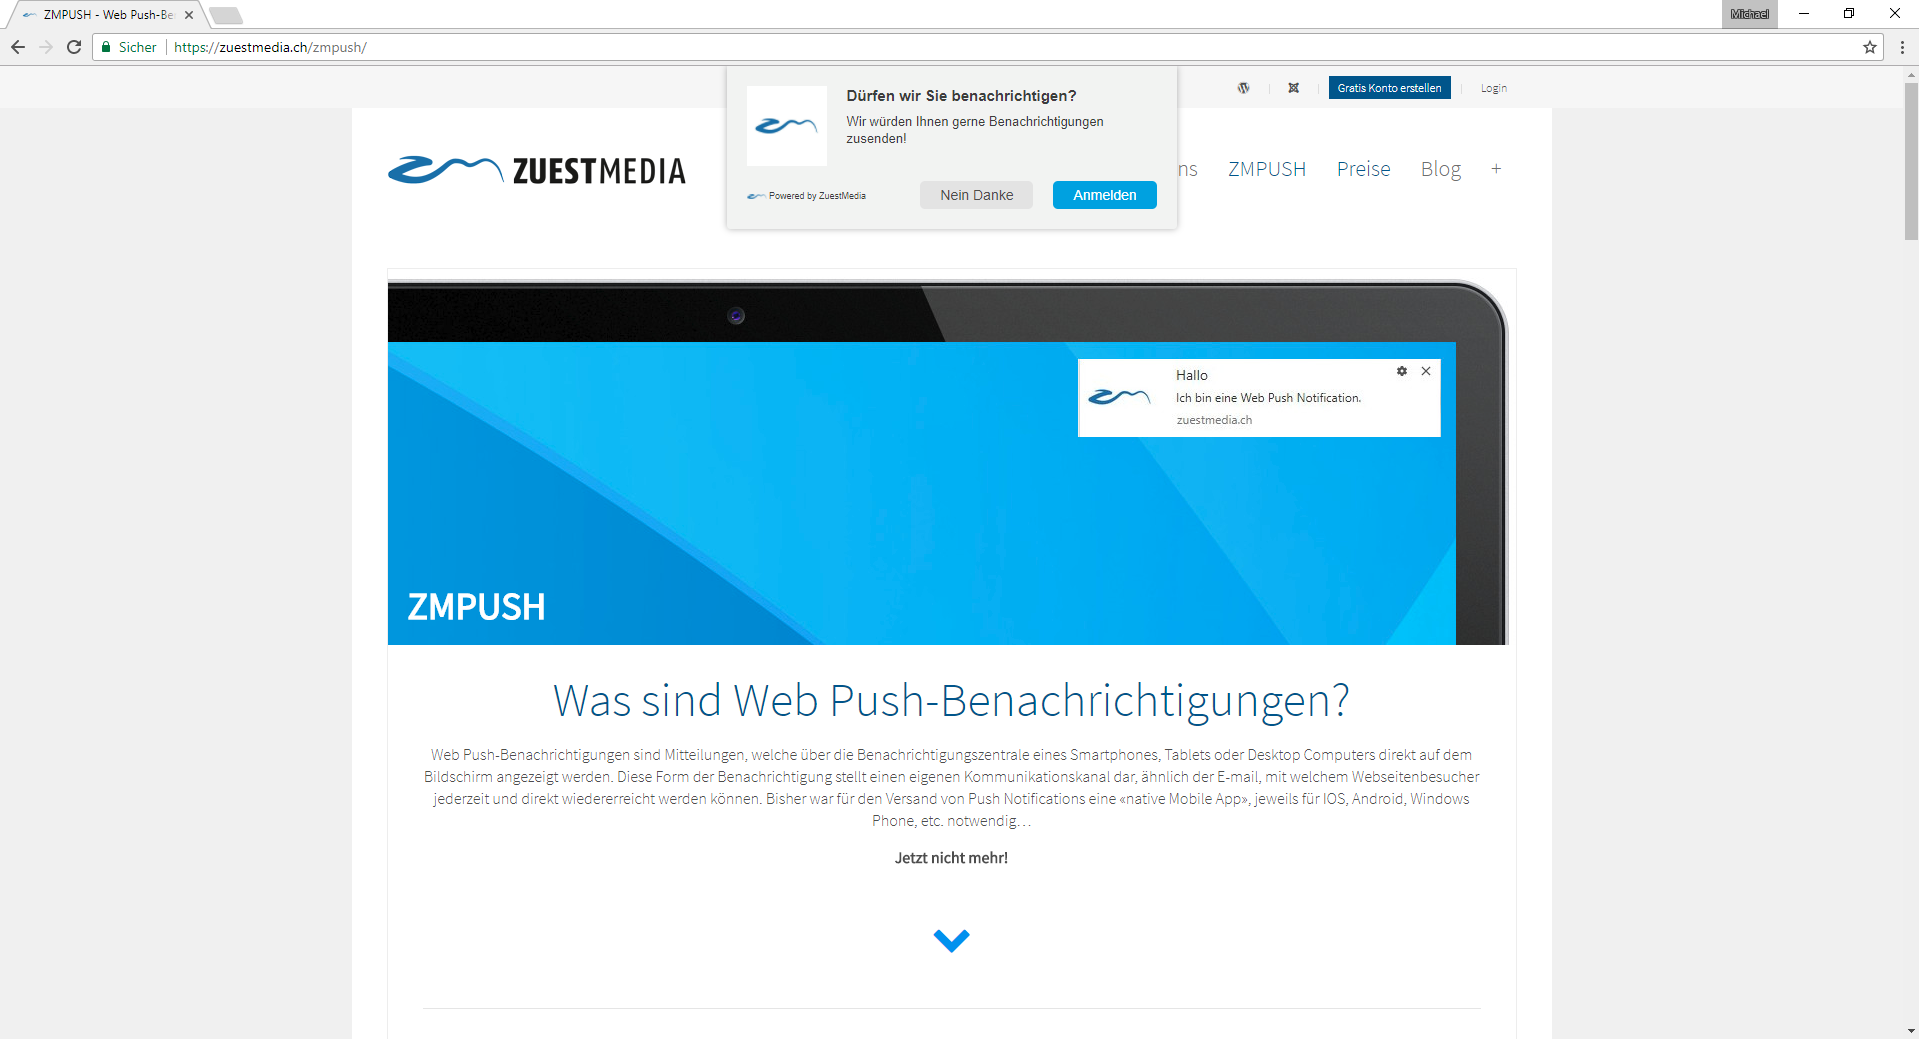 ZMPUSH - Web Push-Be
Michael
Sicher https://zuestmedia.ch/zmpush/
Dürfen wir Sie benachrichtigen?
Wir würden Ihnen gerne Benachrichtigungen
zusenden!
Powered by ZuestMedia
Nein Danke
Anmelden
Gratis Konto erstellen
Login
ZUESTMEDIA
ns ZMPUSH Preise Blog +
Hallo
Ich bin eine Web Push Notification.
zuestmedia.ch
ZMPUSH
Was sind Web Push-Benachrichtigungen?
Web Push-Benachrichtigungen sind Mitteilungen, welche über die Benachrichtigungszentrale eines Smartphones, Tablets oder Desktop Computers direkt auf dem
Bildschirm angezeigt werden. Diese Form der Benachrichtigung stellt einen eigenen Kommunikationskanal dar, ähnlich der E-mail, mit welchem Webseitenbesucher
jederzeit und direkt wiedererreicht werden können. Bisher war für den Versand von Push Notifications eine «native Mobile App», jeweils für IOS, Android, Windows
Phone, etc. notwendig…
Jetzt nicht mehr!